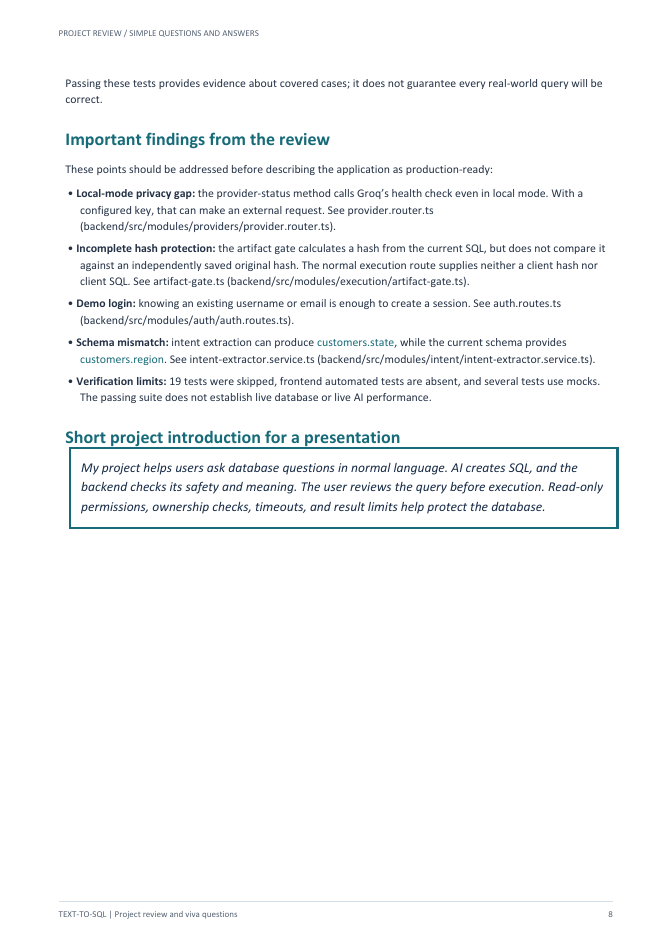 PROJECT REVIEW / SIMPLE QUESTIONS AND ANSWERS
Passing these tests provides evidence about covered cases; it does not guarantee every real-world query will be
correct.
Important findings from the review
These points should be addressed before describing the application as production-ready:
• Local-mode privacy gap: the provider-status method calls Groq’s health check even in local mode. With a
configured key, that can make an external request. See provider.router.ts
(backend/src/modules/providers/provider.router.ts).
• Incomplete hash protection: the artifact gate calculates a hash from the current SQL, but does not compare it
against an independently saved original hash. The normal execution route supplies neither a client hash nor
client SQL. See artifact-gate.ts (backend/src/modules/execution/artifact-gate.ts).
• Demo login: knowing an existing username or email is enough to create a session. See auth.routes.ts
(backend/src/modules/auth/auth.routes.ts).
• Schema mismatch: intent extraction can produce customers.state, while the current schema provides
customers.region. See intent-extractor.service.ts (backend/src/modules/intent/intent-extractor.service.ts).
• Verification limits: 19 tests were skipped, frontend automated tests are absent, and several tests use mocks.
The passing suite does not establish live database or live AI performance.
Short project introduction for a presentation
My project helps users ask database questions in normal language. AI creates SQL, and the
backend checks its safety and meaning. The user reviews the query before execution. Read-only
permissions, ownership checks, timeouts, and result limits help protect the database.
TEXT-TO-SQL | Project review and viva questions
8